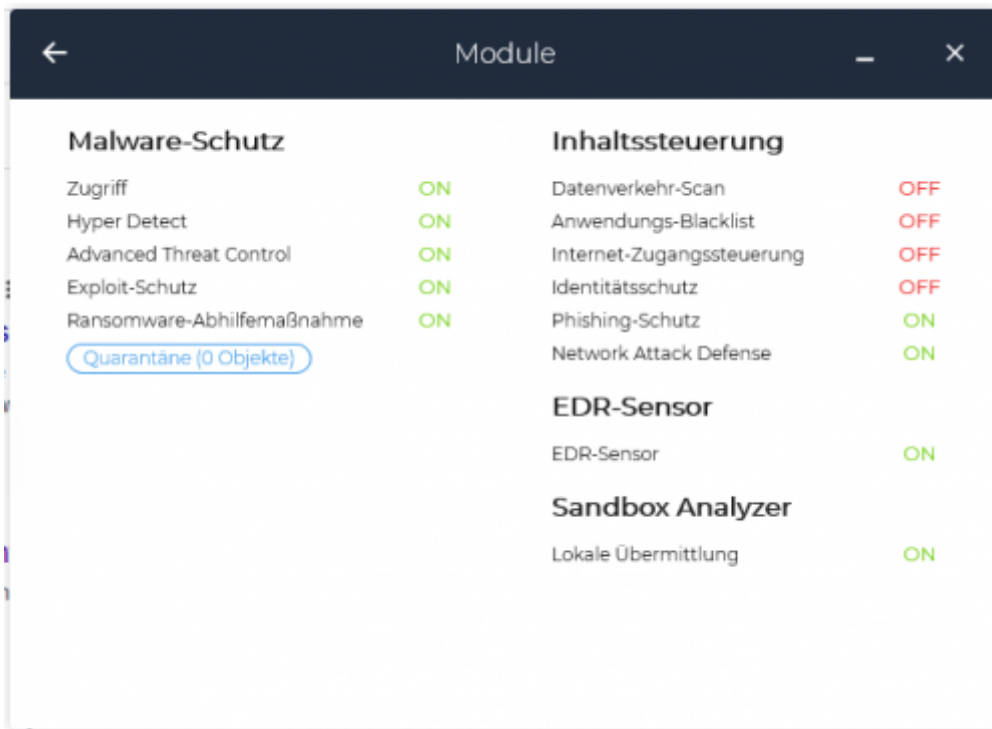 Module
Malware-Schutz
Zugriff ON
Hyper Detect ON
Advanced Threat Control ON
Exploit-Schutz ON
Ransomware-Abhilfemaßnahme ON
Quarantäne (0 Objekte)
Inhaltssteuerung
Datenverkehr-Scan OFF
Anwendungs-Blacklist OFF
Internet-Zugangssteuerung OFF
Identitätsschutz OFF
Phishing-Schutz ON
Network Attack Defense ON
EDR-Sensor
EDR-Sensor ON
Sandbox Analyzer
Lokale Übermittlung ON